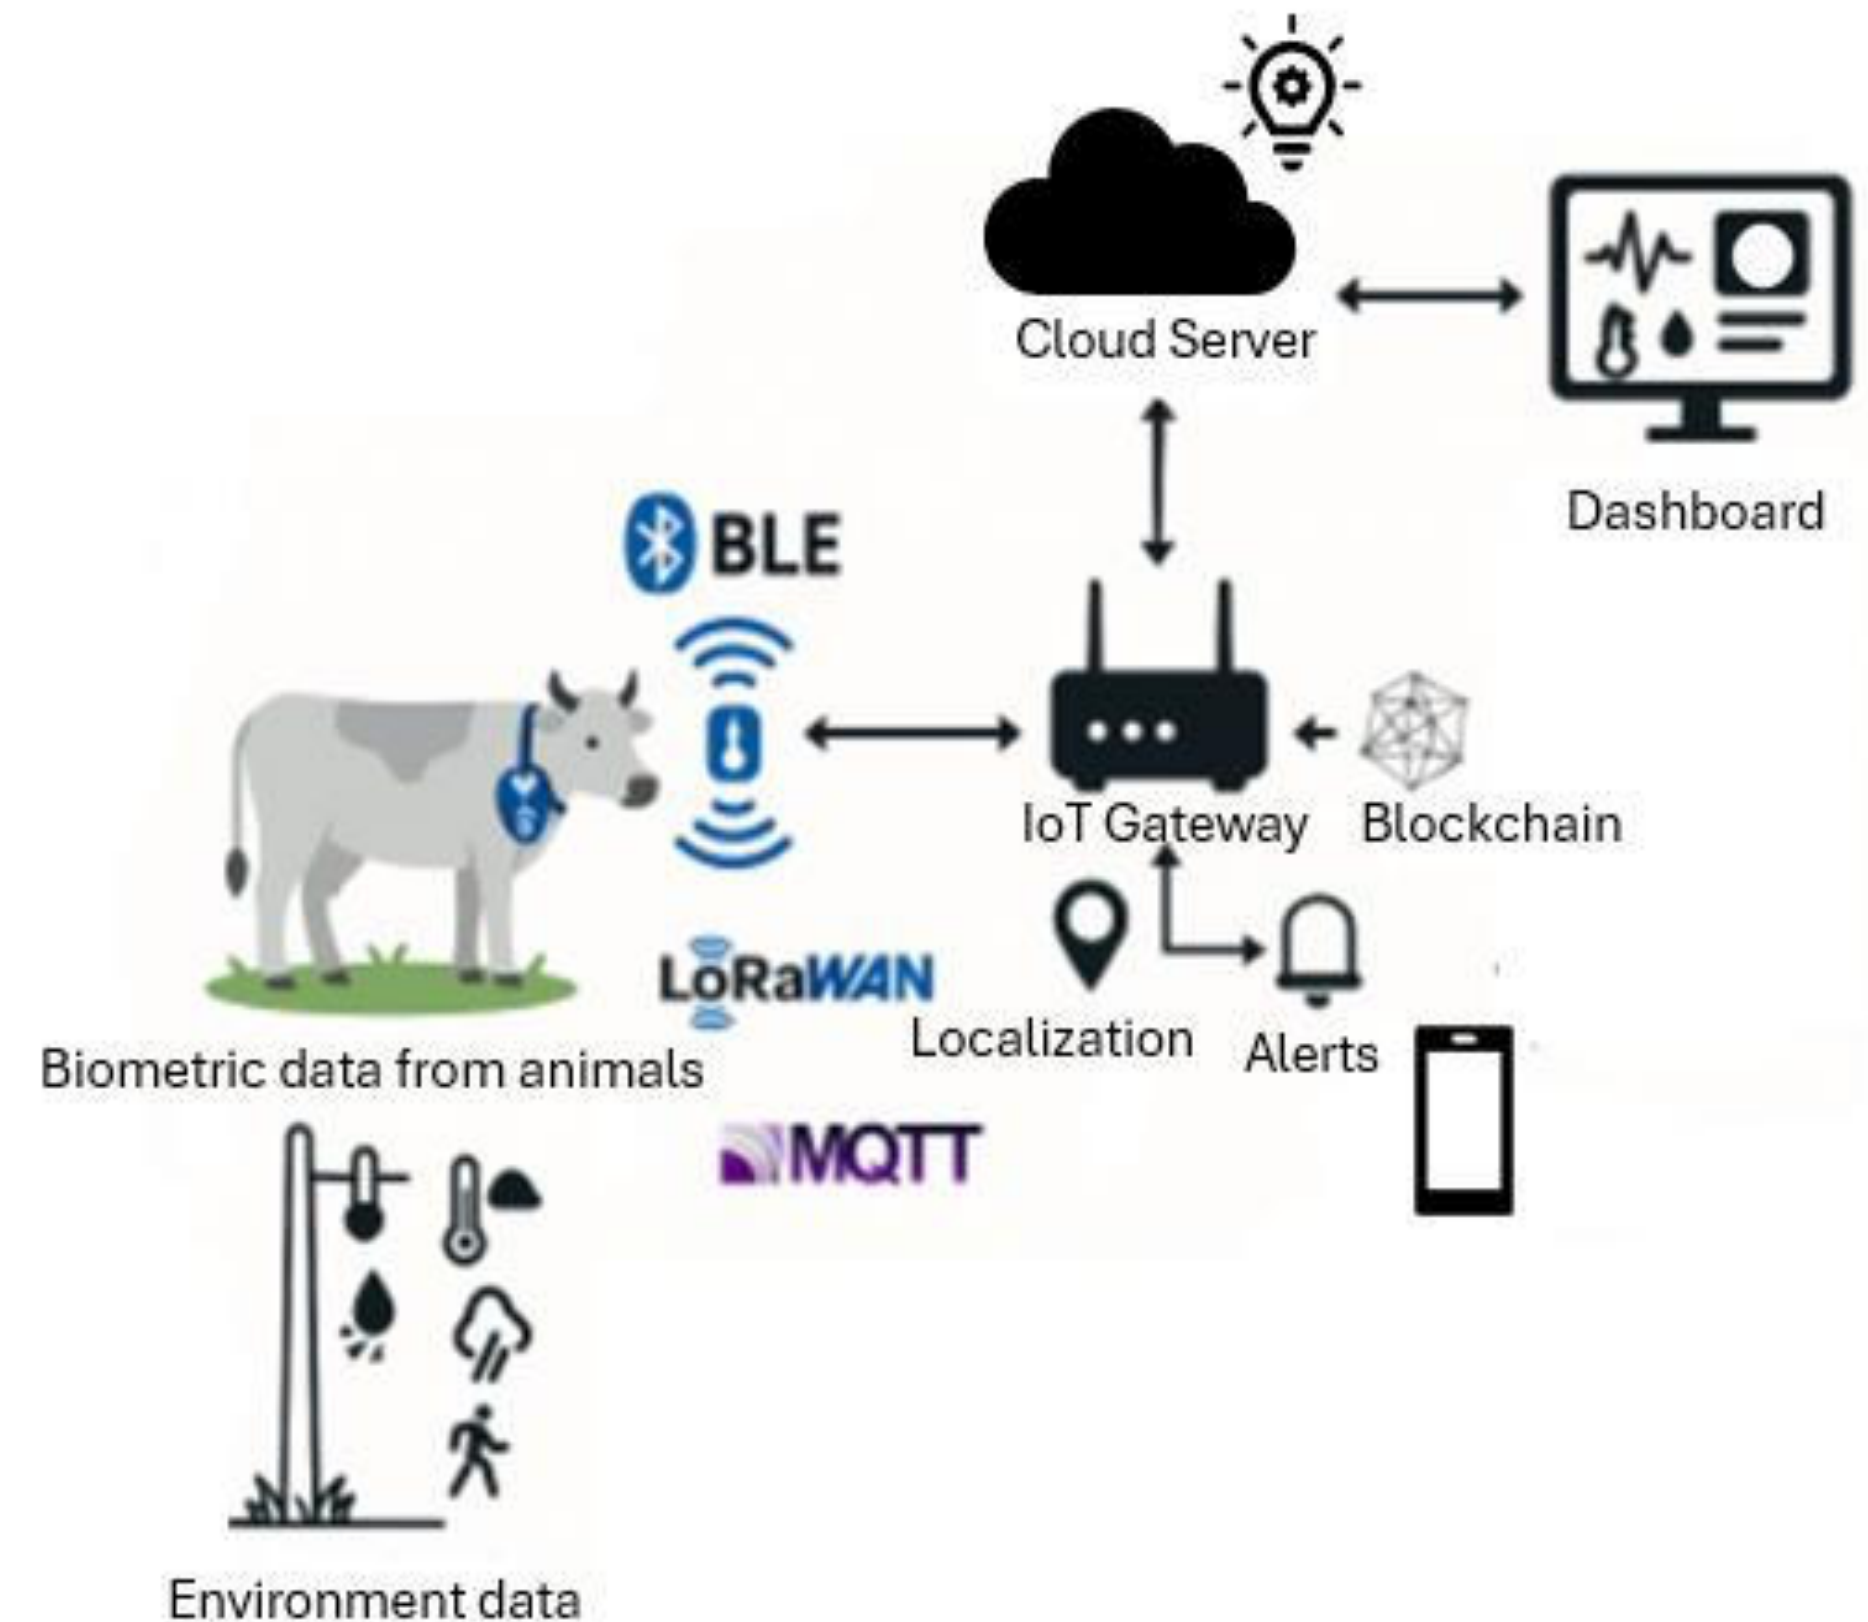 Cloud Server
Dashboard
BLE
IoT Gateway
Blockchain
LoRaWAN
Localization
Alerts
Biometric data from animals
MQTT
Environment data